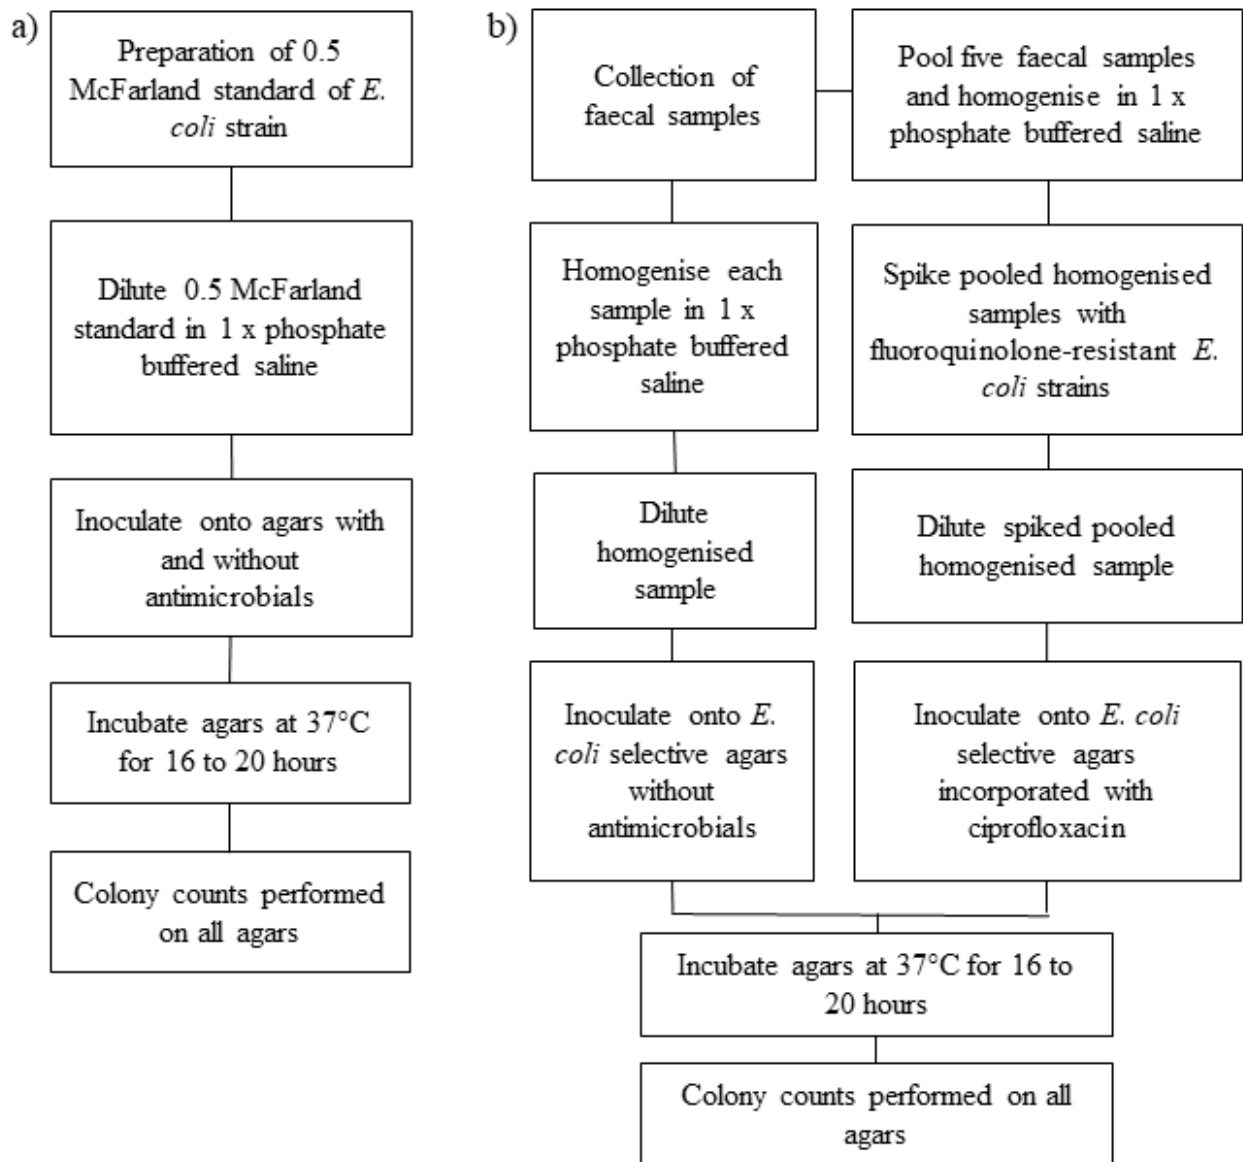 a)
Preparation of 0.5
McFarland standard of E.
coli strain
Dilute 0.5 McFarland
standard in 1 x phosphate
buffered saline
Inoculate onto agars with
and without
antimicrobials
Incubate agars at 37°C
for 16 to 20 hours
Colony counts performed
on all agars
b)
Collection of
faecal samples
Pool five faecal samples
and homogenise in 1 x
phosphate buffered saline
Homogenise each
sample in 1 x
phosphate buffered
saline
Spike pooled homogenised
samples with
fluoroquinolone-resistant E.
coli strains
Dilute
homogenised
sample
Dilute spiked pooled
homogenised sample
Inoculate onto E.
coli selective agars
without
antimicrobials
Inoculate onto E. coli
selective agars
incorporated with
ciprofloxacin
Incubate agars at 37°C for 16 to
20 hours
Colony counts performed on all
agars